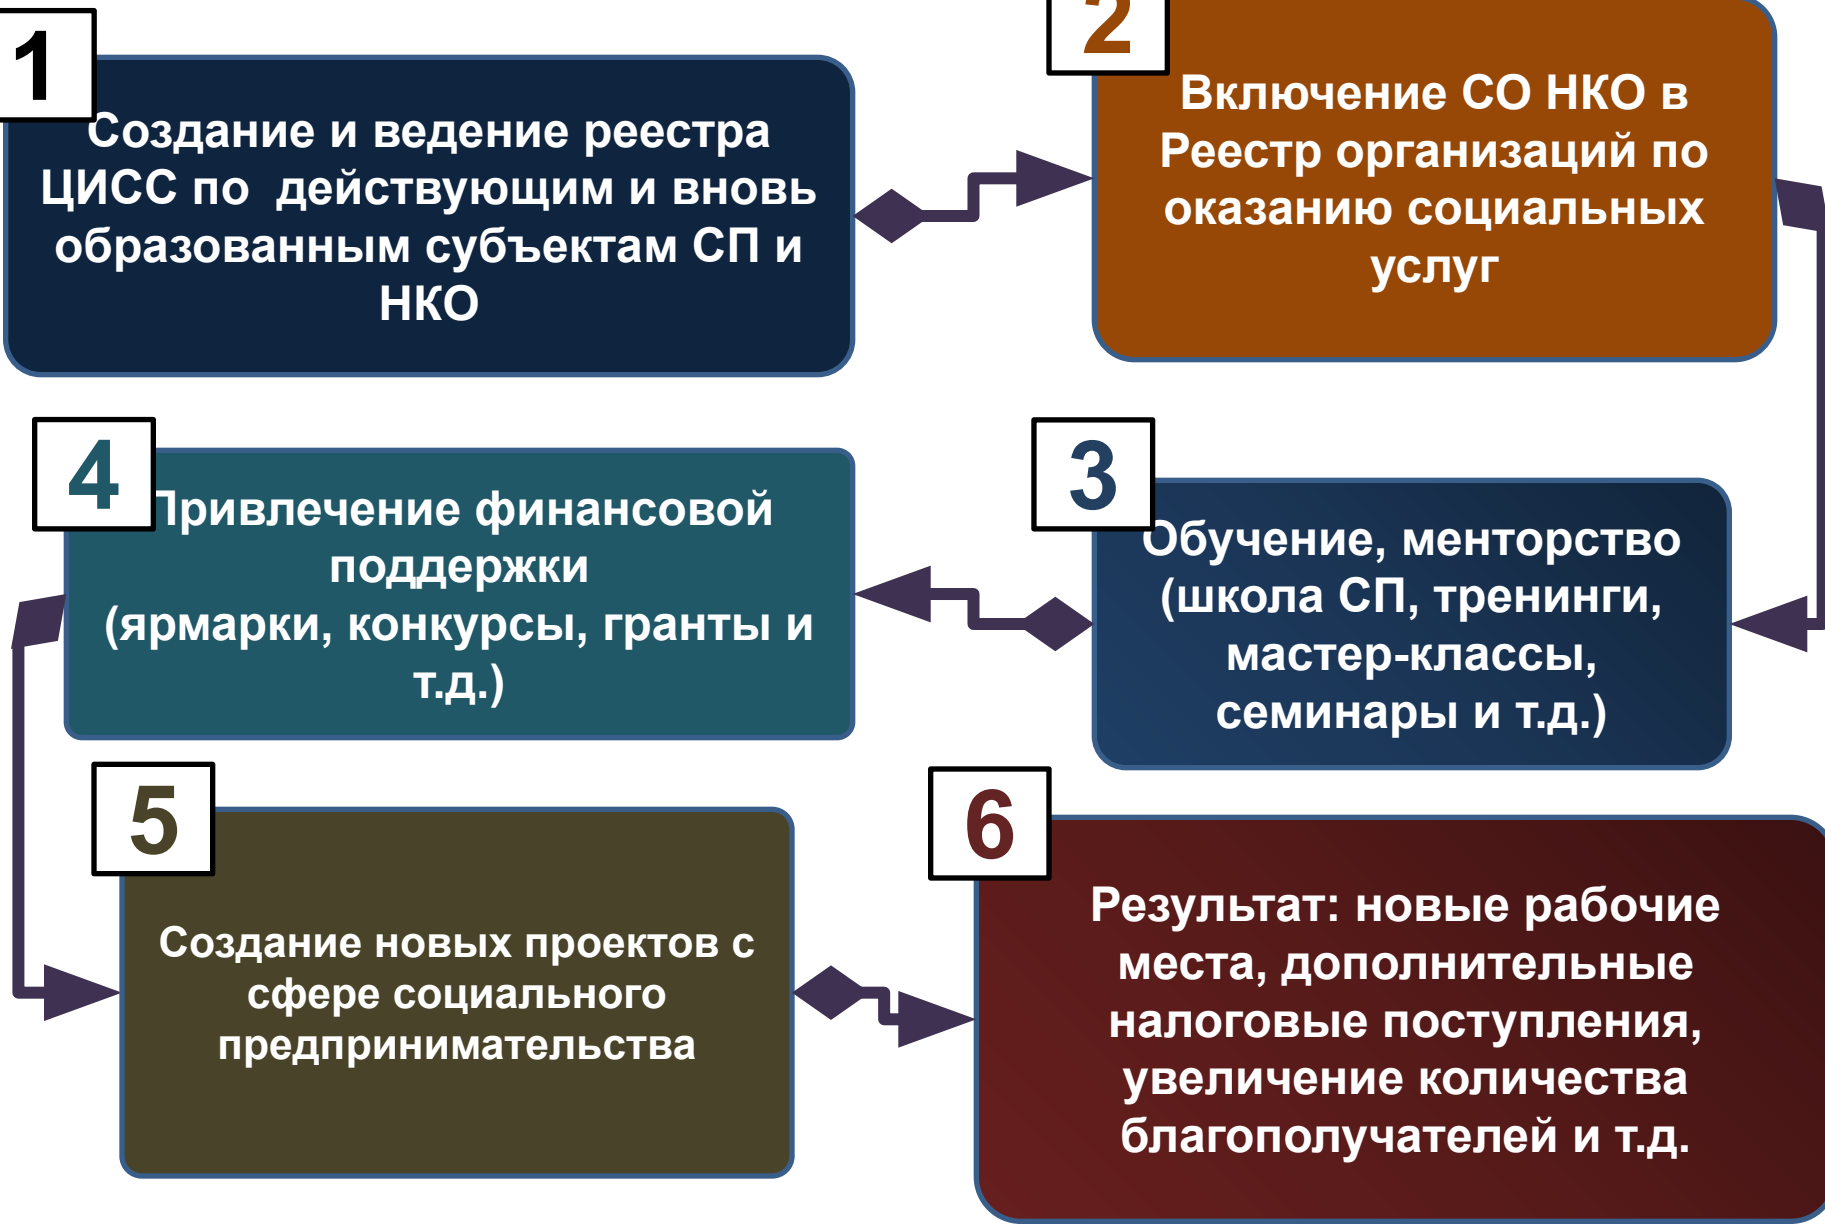 1
Создание и ведение реестра
ЦИСС по действующим и вновь
образованным субъектам СП и
НКО
2
Включение СО НКО в
Реестр организаций по
оказанию социальных
услуг
3
Обучение, менторство
(школа СП, тренинги,
мастер-классы,
семинары и т.д.)
4
Привлечение финансовой
поддержки
(ярмарки, конкурсы, гранты и
т.д.)
5
Создание новых проектов с
сфере социального
предпринимательства
6
Результат: новые рабочие
места, дополнительные
налоговые поступления,
увеличение количества
благополучателей и т.д.